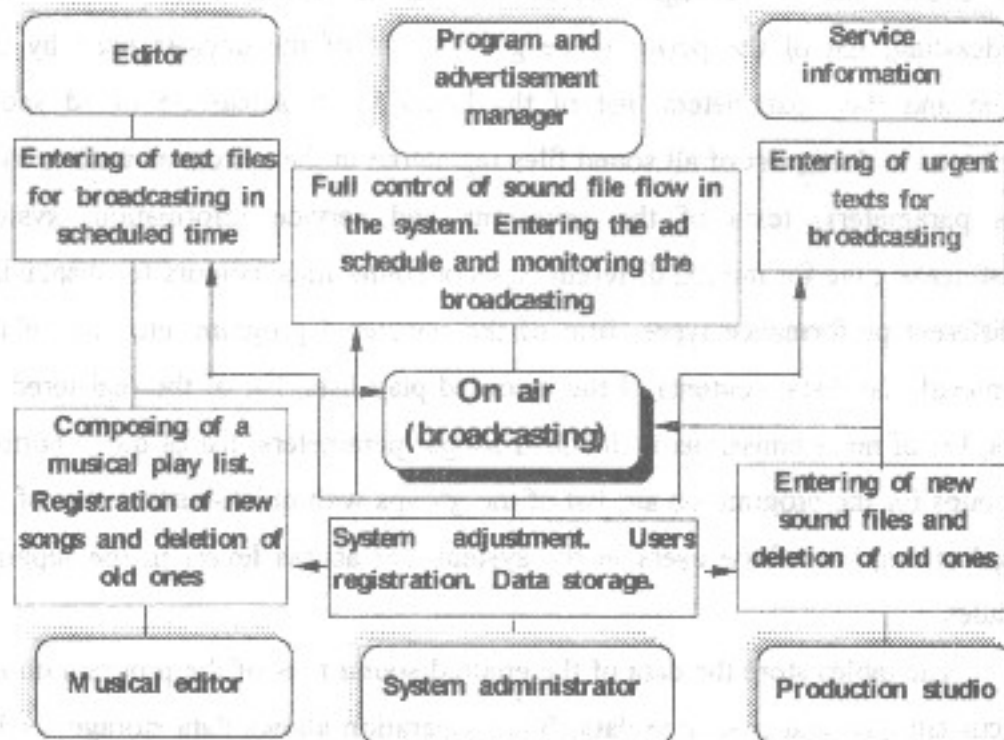 Editor
Program and
advertisement
manager
Service
information
Entering of text files
for broadcasting in
scheduled time
Full control of sound file flow in
the system. Entering the ad
schedule and monitoring the
broadcasting
Entering of urgent
texts for
broadcasting
On air
(broadcasting)
Composing of a
musical play list.
Registration of new
songs and deletion of
old ones
System adjustment. Users
registration. Data storage.
Entering of new
sound files and
deletion of old ones.
Musical editor
System administrator
Production studio